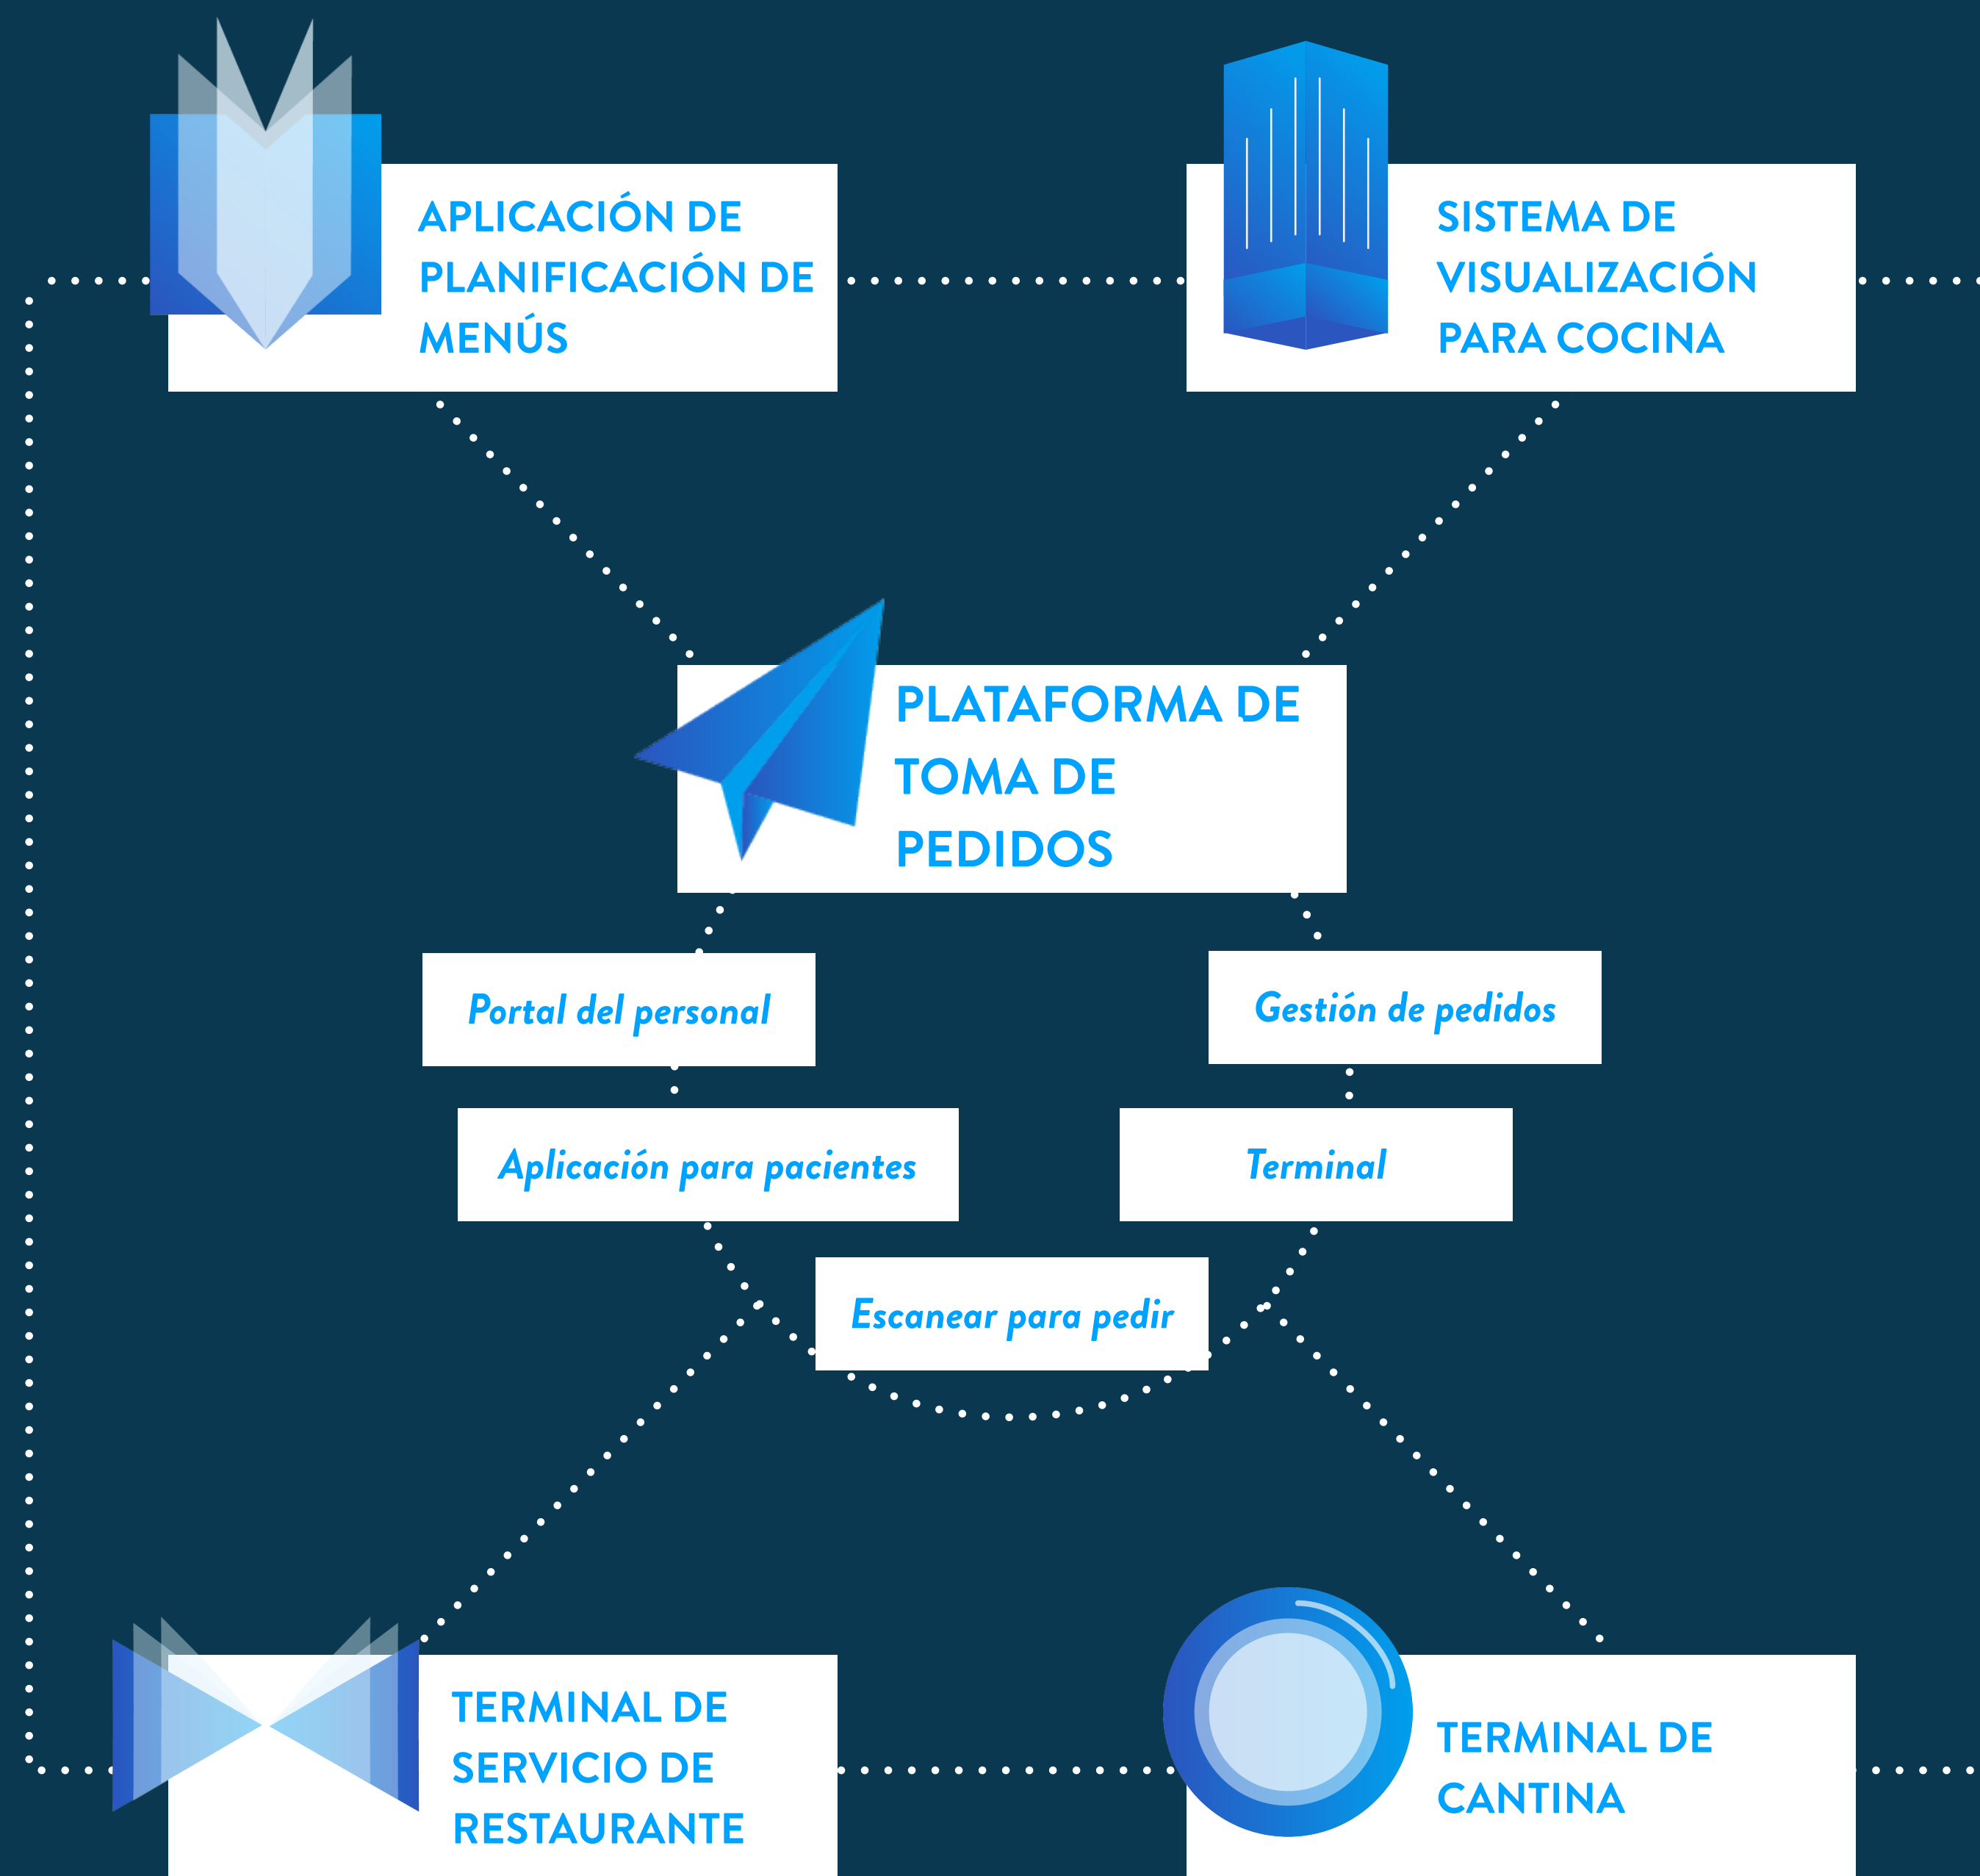 APLICACIÓN DE
PLANIFICACIÓN DE
MENÚS
SISTEMA DE
VISUALIZACIÓN
PARA COCINA
PLATAFORMA DE
TOMA DE
PEDIDOS
Portal del personal
Gestión de pedidos
Aplicación para pacientes
Terminal
Escanear para pedir
TERMINAL DE
SERVICIO DE
RESTAURANTE
TERMINAL DE
CANTINA